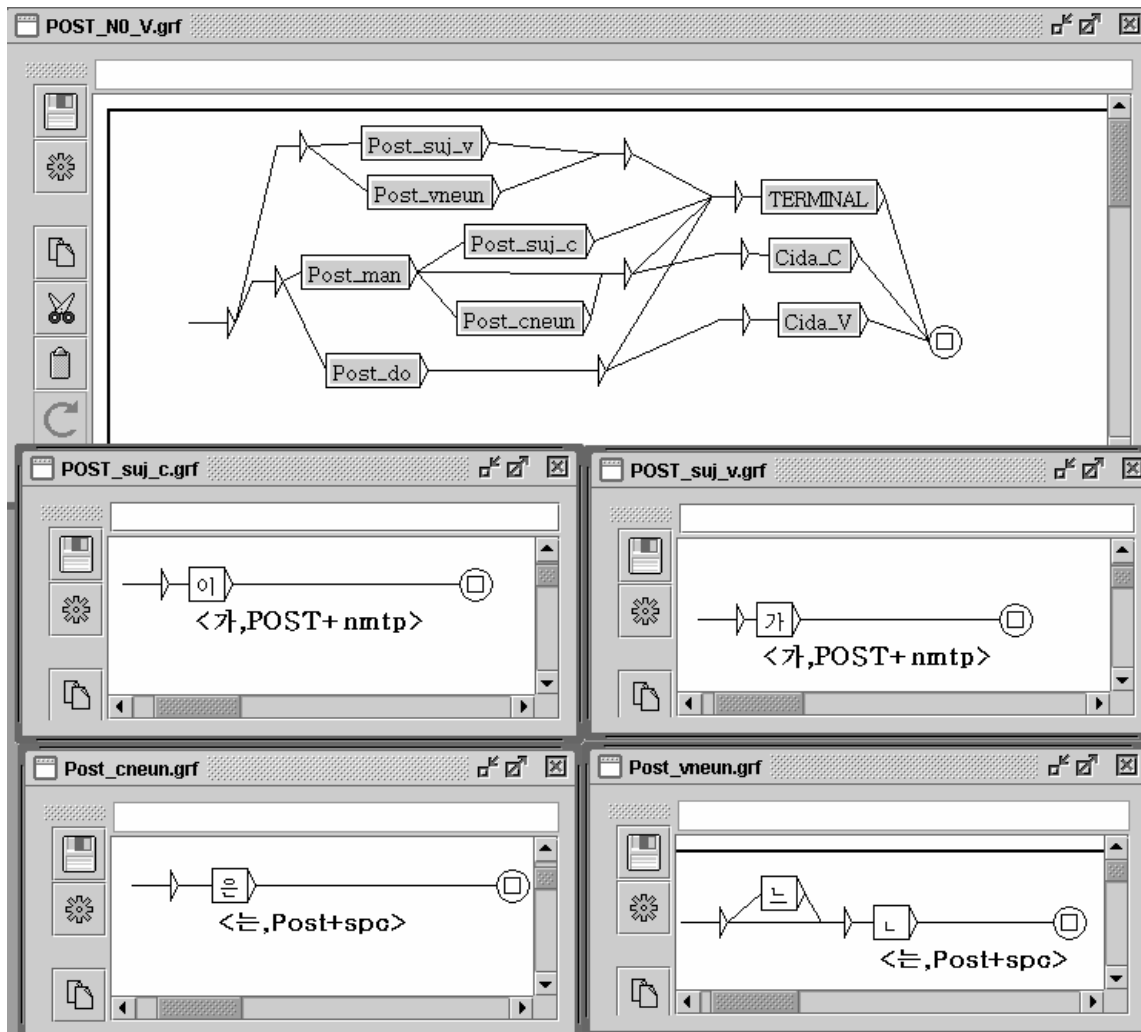 POST_N0_V.grf
Post_suj_v
Post_vneun
TERMINAL
Post_suj_c
Post_man
Cida_C
Post_cneun
Cida_V
Post_do
POST_suj_c.grf
이
<가,POST+nmtp>
POST_suj_v.grf
가
<가,POST+nmtp>
Post_cneun.grf
은
<는,Post+spc>
Post_vneun.grf
느
ㄴ
<는,Post+spc>